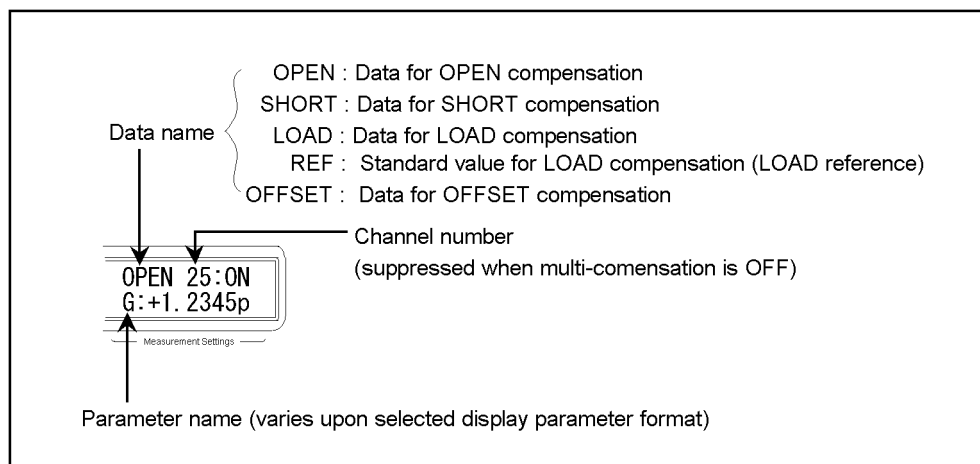 OPEN : Data for OPEN compensation
SHORT : Data for SHORT compensation
Data name
LOAD : Data for LOAD compensation
REF : Standard value for LOAD compensation (LOAD reference)
OFFSET : Data for OFFSET compensation
Channel number
(suppressed when multi-comensation is OFF)
OPEN 25:ON
G:+1.2345p
Measurement Settings
Parameter name (varies upon selected display parameter format)